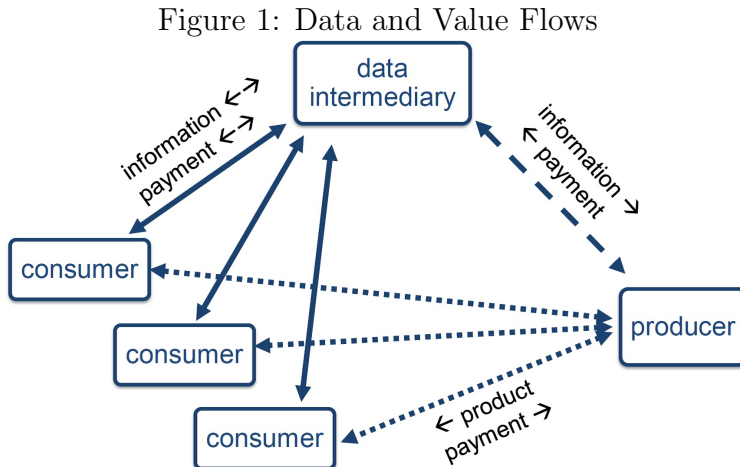 Figure 1: Data and Value Flows
data
intermediary
information ←→
payment ←→
information →
← payment
consumer
producer
consumer
consumer
← product
payment →